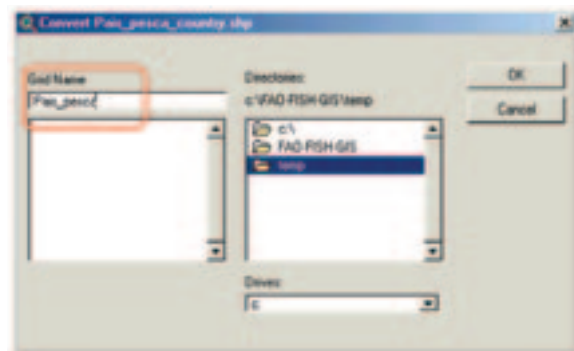 Convert Pais_pesca_country.shp
Grid Name
Pais_pesca
Directories:
c:\FAO-FISH-GIS\temp
c:\
FAO-FISH-GIS
temp
OK
Cancel
Drives:
c: